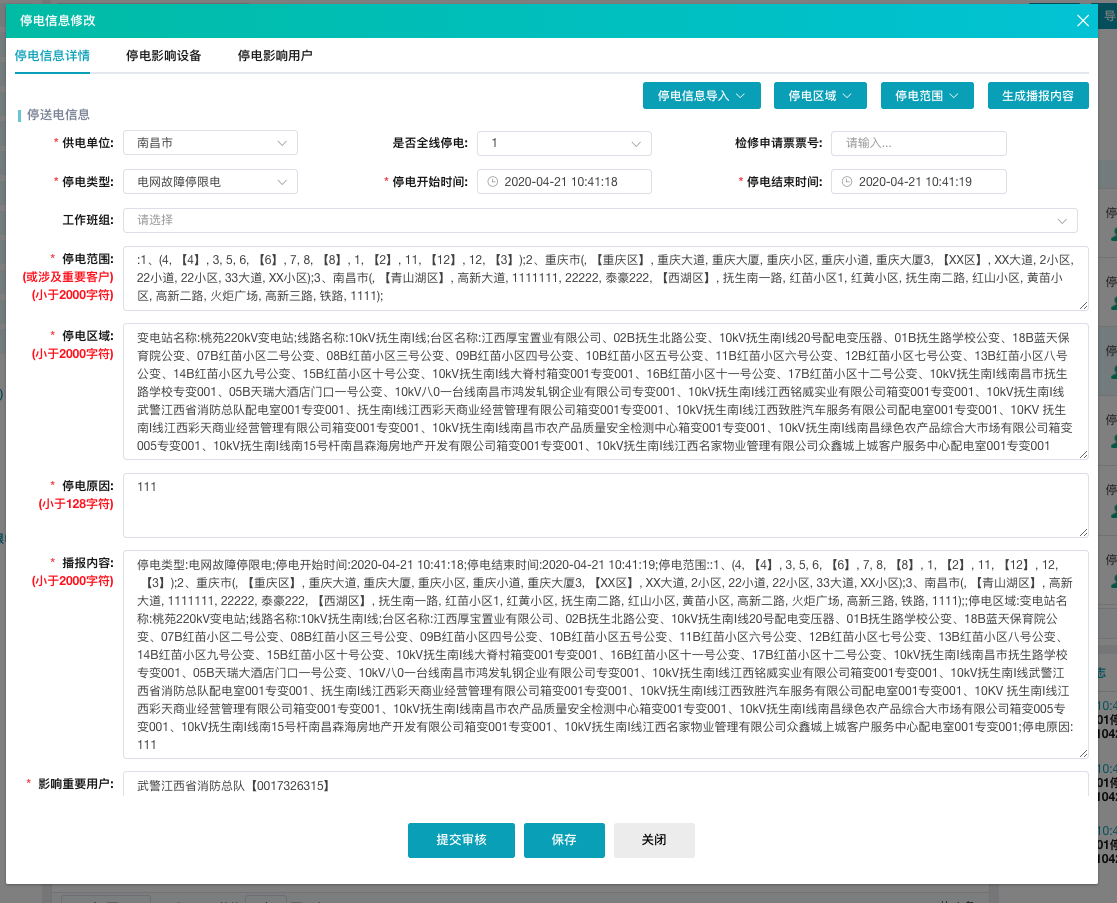 停电信息修改
导
停电信息详情 停电影响设备 停电影响用户
停电信息导入 停电区域 停电范围 生成播报内容
停送电信息
* 供电单位: 南昌市 是否全线停电: 1 检修申请票票号: 请输入...
* 停电类型: 电网故障停限电 * 停电开始时间: 2020-04-21 10:41:18 * 停电结束时间: 2020-04-21 10:41:19
工作班组: 请选择
* 停电范围:
(或涉及重要客户)
(小于2000字符)
:1、(4, 【4】, 3, 5, 6, 【6】, 7, 8, 【8】, 1, 【2】, 11, 【12】, 12, 【3】);2、重庆市(, 【重庆区】, 重庆大道, 重庆大厦, 重庆小区, 重庆小道, 重庆大厦3, 【XX区】, XX大道, 2小区,
22小道, 22小区, 33大道, XX小区);3、南昌市(, 【青山湖区】, 高新大道, 1111111, 22222, 泰豪222, 【西湖区】, 抚生南一路, 红苗小区1, 红黄小区, 抚生南二路, 红山小区, 黄苗小
区, 高新二路, 火炬广场, 高新三路, 铁路, 1111);
* 停电区域:
(小于2000字符)
变电站名称:桃苑220kV变电站;线路名称:10kV抚生南I线;台区名称:江西厚宝置业有限公司、02B抚生北路公变、10kV抚生南I线20号配电变压器、01B抚生路学校公变、18B蓝天保
育院公变、07B红苗小区二号公变、08B红苗小区三号公变、09B红苗小区四号公变、10B红苗小区五号公变、11B红苗小区六号公变、12B红苗小区七号公变、13B红苗小区八号
公变、14B红苗小区九号公变、15B红苗小区十号公变、10kV抚生南I线大脊村箱变001专变001、16B红苗小区十一号公变、17B红苗小区十二号公变、10kV抚生南I线南昌市抚生
路学校专变001、05B天瑞大酒店门口一号公变、10kV八0一台线南昌市鸿发轧钢企业有限公司专变001、10kV抚生南I线江西铭威实业有限公司箱变001专变001、10kV抚生南I线
武警江西省消防总队配电室001专变001、抚生南I线江西彩天商业经营管理有限公司箱变001专变001、10kV抚生南I线江西致胜汽车服务有限公司配电室001专变001、10KV 抚生
南I线江西彩天商业经营管理有限公司箱变001专变001、10kV抚生南I线南昌市农产品质量安全检测中心箱变001专变001、10kV抚生南I线南昌绿色农产品综合大市场有限公司箱变
005专变001、10kV抚生南I线南15号杆南昌森海房地产开发有限公司箱变001专变001、10kV抚生南I线江西名家物业管理有限公司众鑫城上城客户服务中心配电室001专变001
* 停电原因:
(小于128字符)
111
* 播报内容:
(小于2000字符)
停电类型:电网故障停限电;停电开始时间:2020-04-21 10:41:18;停电结束时间:2020-04-21 10:41:19;停电范围::1、(4, 【4】, 3, 5, 6, 【6】, 7, 8, 【8】, 1, 【2】, 11, 【12】, 12,
【3】);2、重庆市(, 【重庆区】, 重庆大道, 重庆大厦, 重庆小区, 重庆小道, 重庆大厦3, 【XX区】, XX大道, 2小区, 22小道, 22小区, 33大道, XX小区);3、南昌市(, 【青山湖区】, 高新
大道, 1111111, 22222, 泰豪222, 【西湖区】, 抚生南一路, 红苗小区1, 红黄小区, 抚生南二路, 红山小区, 黄苗小区, 高新二路, 火炬广场, 高新三路, 铁路, 1111);;停电区域:变电站名
称:桃苑220kV变电站;线路名称:10kV抚生南I线;台区名称:江西厚宝置业有限公司、02B抚生北路公变、10kV抚生南I线20号配电变压器、01B抚生路学校公变、18B蓝天保育院公
变、07B红苗小区二号公变、08B红苗小区三号公变、09B红苗小区四号公变、10B红苗小区五号公变、11B红苗小区六号公变、12B红苗小区七号公变、13B红苗小区八号公变、
14B红苗小区九号公变、15B红苗小区十号公变、10kV抚生南I线大脊村箱变001专变001、16B红苗小区十一号公变、17B红苗小区十二号公变、10kV抚生南I线南昌市抚生路学校
专变001、05B天瑞大酒店门口一号公变、10kV八0一台线南昌市鸿发轧钢企业有限公司专变001、10kV抚生南I线江西铭威实业有限公司箱变001专变001、10kV抚生南I线武警江
西省消防总队配电室001专变001、抚生南I线江西彩天商业经营管理有限公司箱变001专变001、10kV抚生南I线江西致胜汽车服务有限公司配电室001专变001、10KV 抚生南I线江
西彩天商业经营管理有限公司箱变001专变001、10kV抚生南I线南昌市农产品质量安全检测中心箱变001专变001、10kV抚生南I线南昌绿色农产品综合大市场有限公司箱变005专
变001、10kV抚生南I线南15号杆南昌森海房地产开发有限公司箱变001专变001、10kV抚生南I线江西名家物业管理有限公司众鑫城上城客户服务中心配电室001专变001;停电原因:
111
* 影响重要用户: 武警江西省消防总队【0017326315】
提交审核 保存 关闭